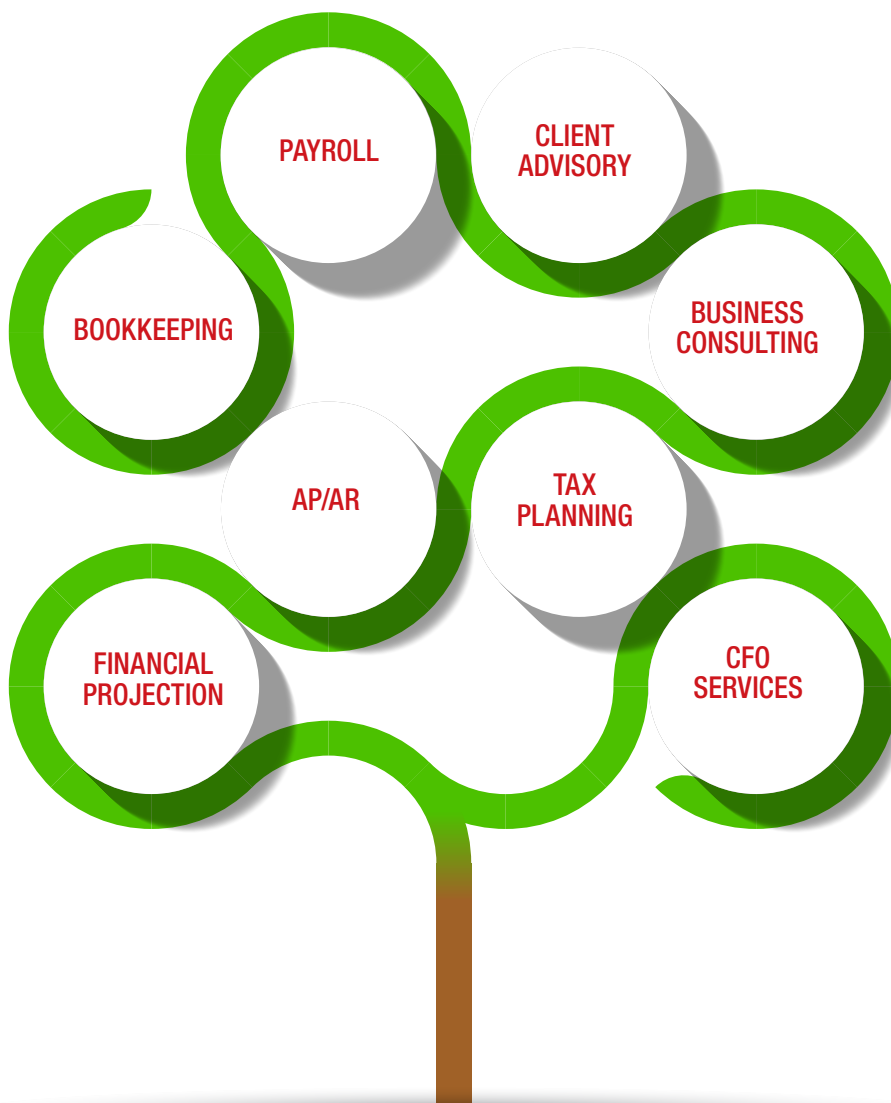 PAYROLL
CLIENT
ADVISORY
BOOKKEEPING
BUSINESS
CONSULTING
AP/AR
TAX
PLANNING
FINANCIAL
PROJECTION
CFO
SERVICES